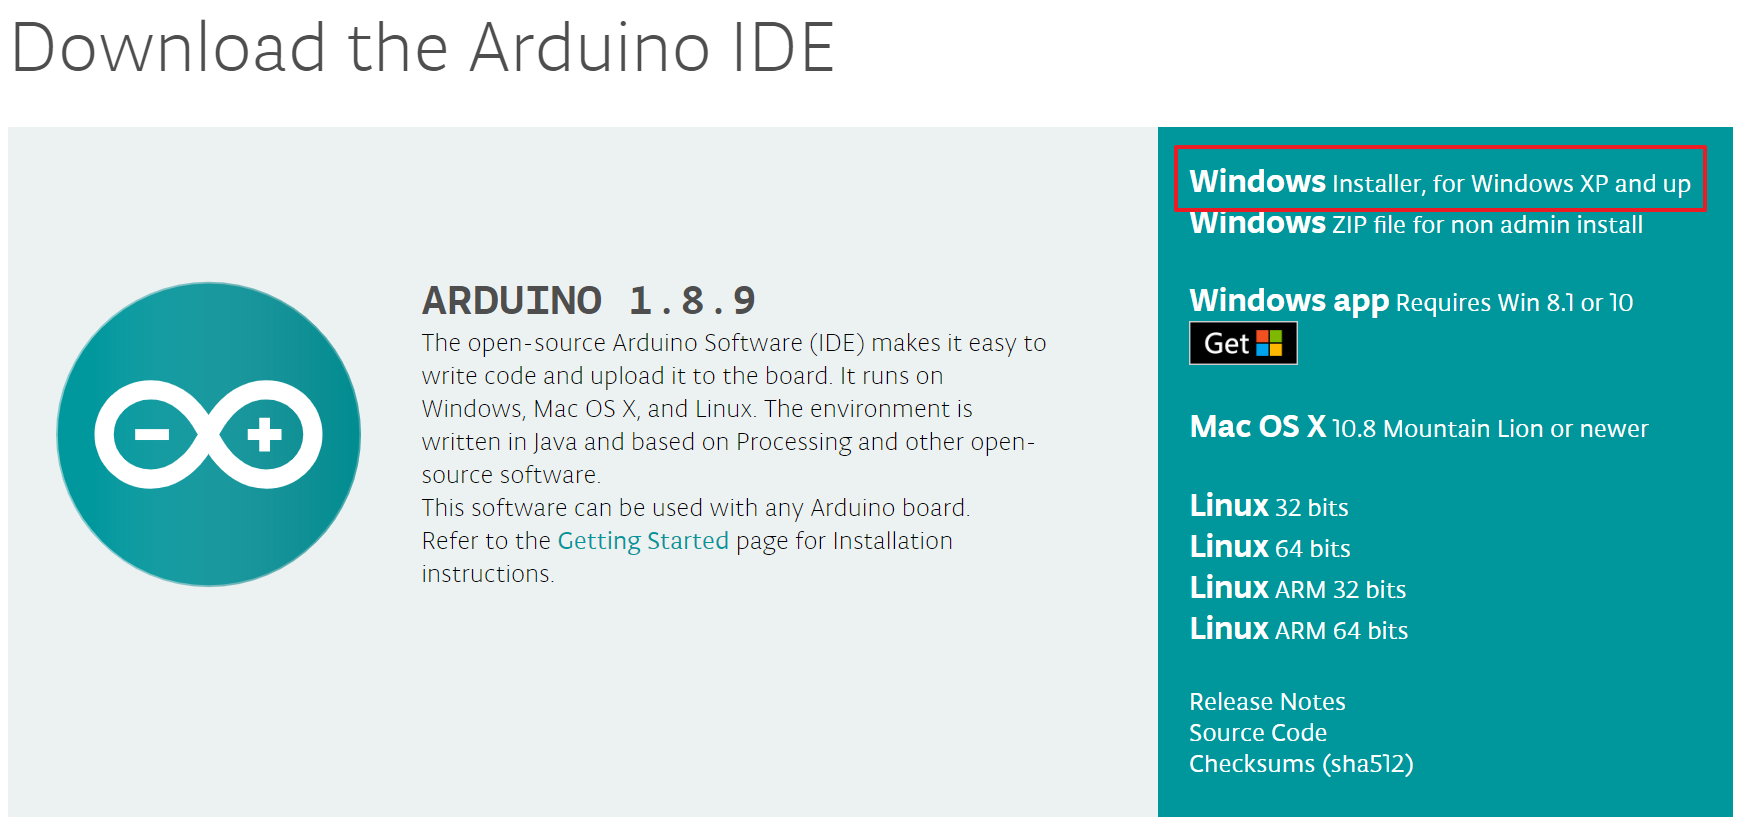 Download the Arduino IDE
ARDUINO 1.8.9
The open-source Arduino Software (IDE) makes it easy to
write code and upload it to the board. It runs on
Windows, Mac OS X, and Linux. The environment is
written in Java and based on Processing and other open-
source software.
This software can be used with any Arduino board.
Refer to the Getting Started page for Installation
instructions.
Windows Installer, for Windows XP and up
Windows ZIP file for non admin install
Windows app Requires Win 8.1 or 10
Get
Mac OS X 10.8 Mountain Lion or newer
Linux 32 bits
Linux 64 bits
Linux ARM 32 bits
Linux ARM 64 bits
Release Notes
Source Code
Checksums (sha512)